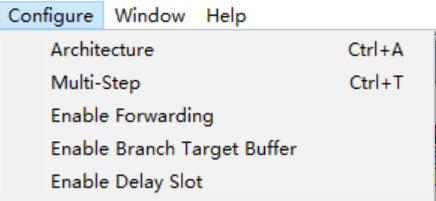 Configure Window Help
Architecture Ctrl+A
Multi-Step Ctrl+T
Enable Forwarding
Enable Branch Target Buffer
Enable Delay Slot